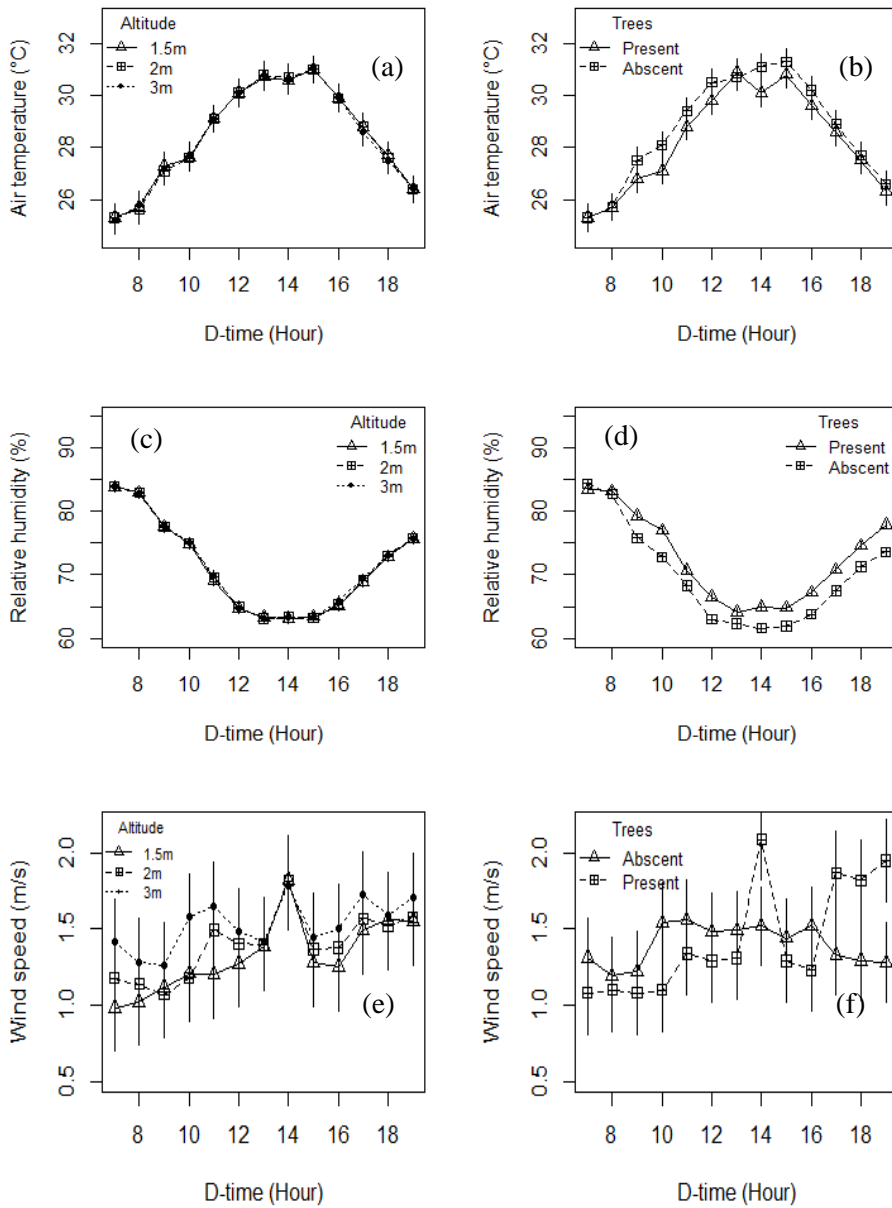 Altitude
1.5m
2m
3m
(a)
Air temperature (°C)
32
30
28
26
8 10 12 14 16 18
D-time (Hour)
Trees
Present
Abscent
(b)
Air temperature (°C)
32
30
28
26
8 10 12 14 16 18
D-time (Hour)
(c)
Altitude
1.5m
2m
3m
Relative humidity (%)
90
80
70
60
8 10 12 14 16 18
D-time (Hour)
(d)
Trees
Present
Abscent
Relative humidity (%)
90
80
70
60
8 10 12 14 16 18
D-time (Hour)
Altitude
1.5m
2m
3m
(e)
Wind speed (m/s)
2.0
1.5
1.0
0.5
8 10 12 14 16 18
D-time (Hour)
Trees
Abscent
Present
(f)
Wind speed (m/s)
2.0
1.5
1.0
0.5
8 10 12 14 16 18
D-time (Hour)